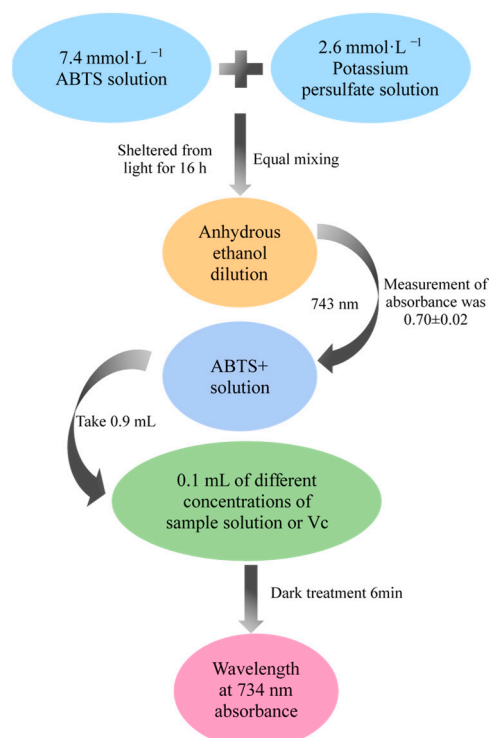 7.4 mmol·L ⁻¹
ABTS solution
2.6 mmol·L ⁻¹
Potassium
persulfate solution
Sheltered from
light for 16 h
Equal mixing
Anhydrous
ethanol
dilution
743 nm
Measurement of
absorbance was
0.70±0.02
ABTS+
solution
Take 0.9 mL
0.1 mL of different
concentrations of
sample solution or Vc
Dark treatment 6min
Wavelength
at 734 nm
absorbance